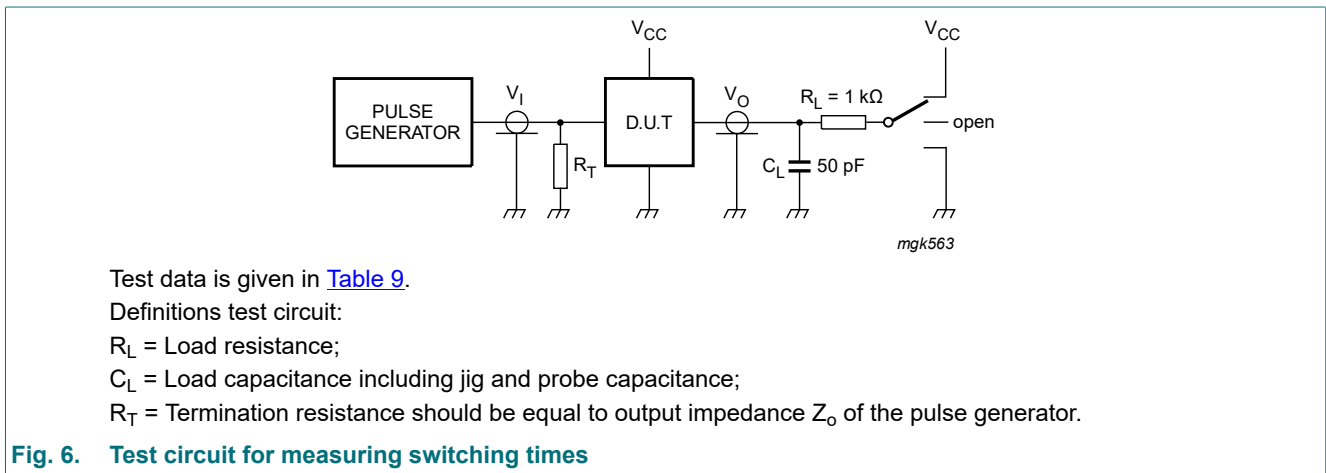 VCC VCC
PULSE GENERATOR
VI
RT
D.U.T
VO
RL = 1 kΩ
open
CL 50 pF
mgk563
Test data is given in Table 9.
Definitions test circuit:
RL = Load resistance;
CL = Load capacitance including jig and probe capacitance;
RT = Termination resistance should be equal to output impedance Zo of the pulse generator.
Fig. 6. Test circuit for measuring switching times